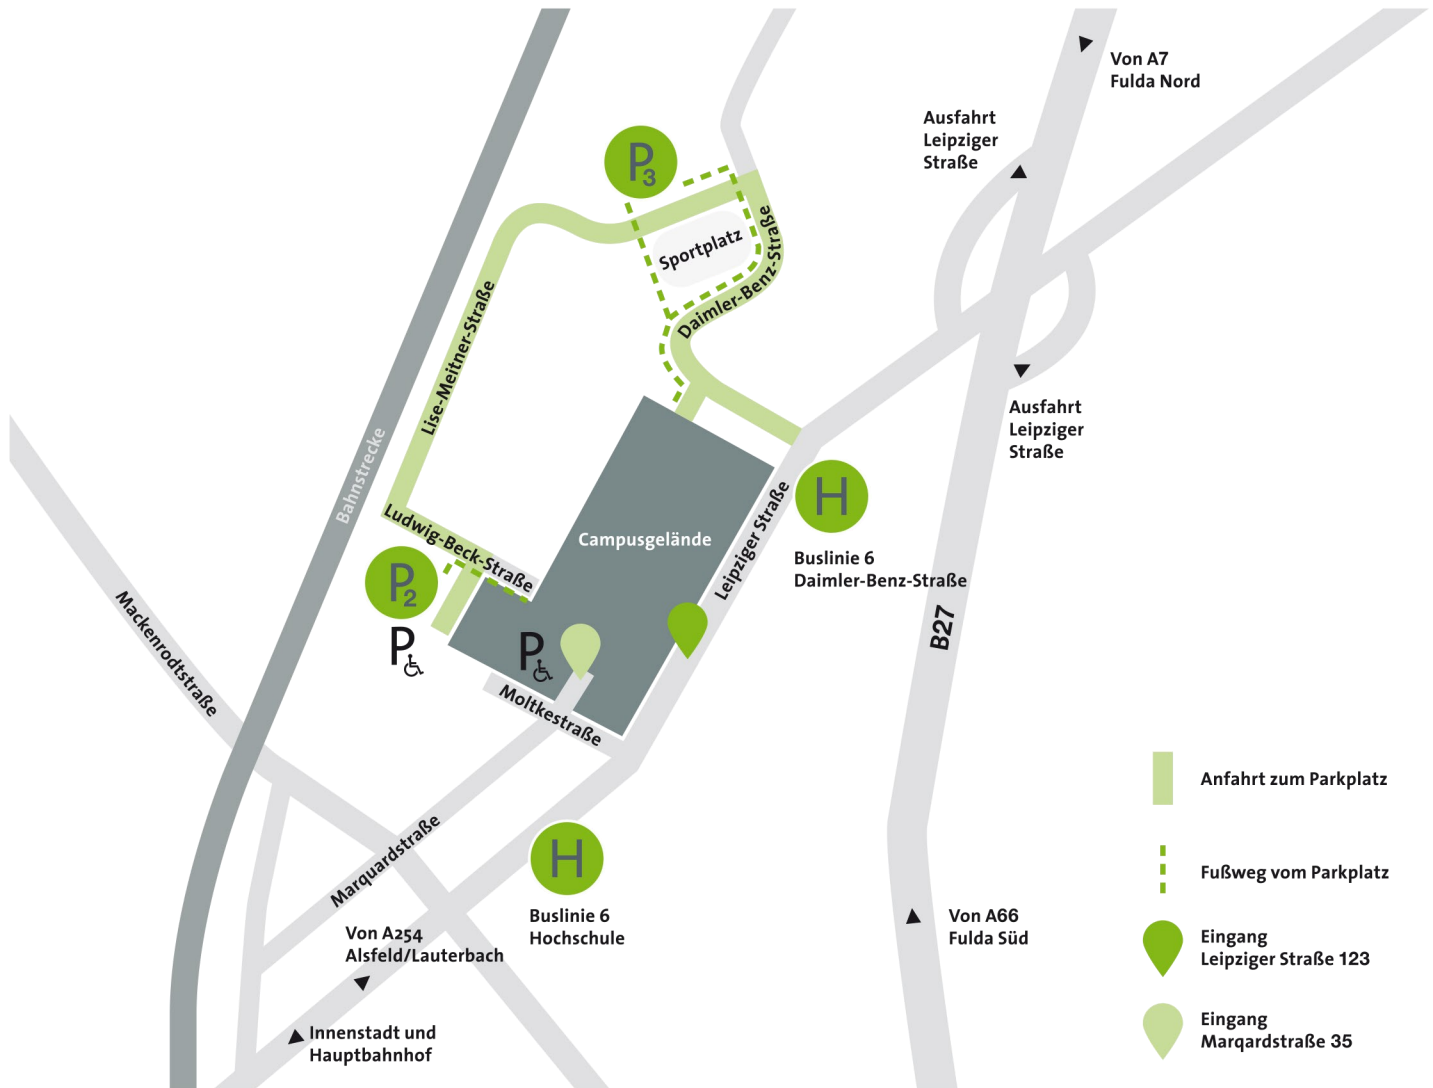 Von A7
Fulda Nord
Ausfahrt
Leipziger
Straße
P3
Sportplatz
Daimler-Benz-Straße
Lise-Meitner-Straße
Ausfahrt
Leipziger
Straße
Bahnstrecke
Ludwig-Beck-Straße
Campusgelände
Leipziger Straße
H
Buslinie 6
Daimler-Benz-Straße
P2
P
P
B27
Mackenrodtstraße
Moltkestraße
Marquardstraße
H
Buslinie 6
Hochschule
Von A254
Alsfeld/Lauterbach
Innenstadt und
Hauptbahnhof
Von A66
Fulda Süd
Anfahrt zum Parkplatz
Fußweg vom Parkplatz
Eingang
Leipziger Straße 123
Eingang
Marqardstraße 35